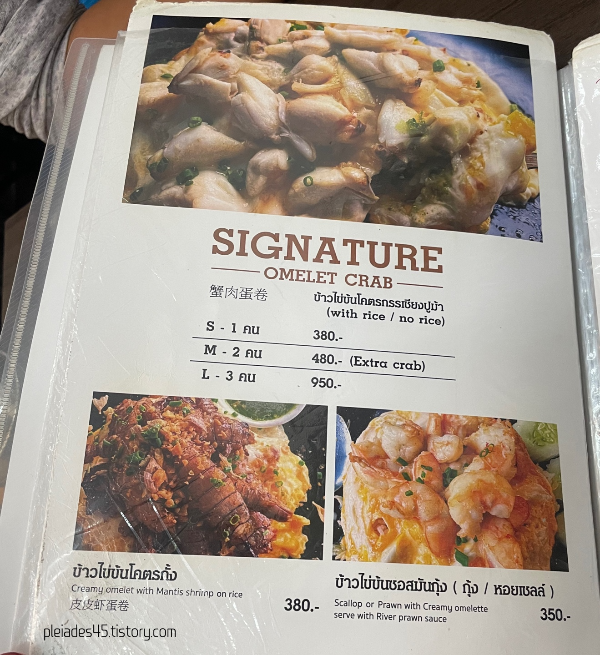 SIGNATURE
OMELET CRAB
蟹肉蛋卷
ข้าวไข่ข้นโคตรกรรเชียงปูม้า
(with rice / no rice)
S - 1 คน 380.-
M - 2 คน 480.- (Extra crab)
L - 3 คน 950.-
ข้าวไข่ข้นโคตรกั้ง
Creamy omelet with Mantis shrimp on rice
皮皮虾蛋卷
380.-
ข้าวไข่ข้นซอสมันกุ้ง ( กุ้ง / หอยเชลล์ )
Scallop or Prawn with Creamy omelette
serve with River prawn sauce
350.-
pleiades45.tistory.com